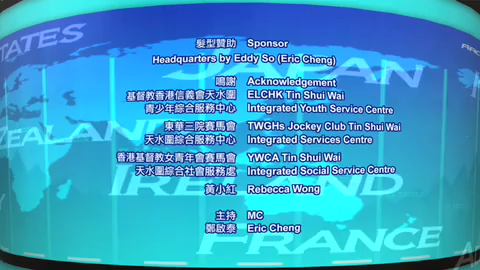 髮型贊助 Sponsor
Headquarters by Eddy So (Eric Cheng)
鳴謝 Acknowledgement
基督教香港信義會天水圍 ELCHK Tin Shui Wai
青少年綜合服務中心 Integrated Youth Service Centre
東華三院賽馬會 TWGHs Jockey Club Tin Shui Wai
天水圍綜合服務中心 Integrated Services Centre
香港基督教女青年會賽馬會 YWCA Tin Shui Wai
天水圍綜合社會服務處 Integrated Social Service Centre
黃小紅 Rebecca Wong
主持 MC
鄭啟泰 Eric Cheng
TATES
JAPAN
ZEALAND
IRELAND
FRANCE